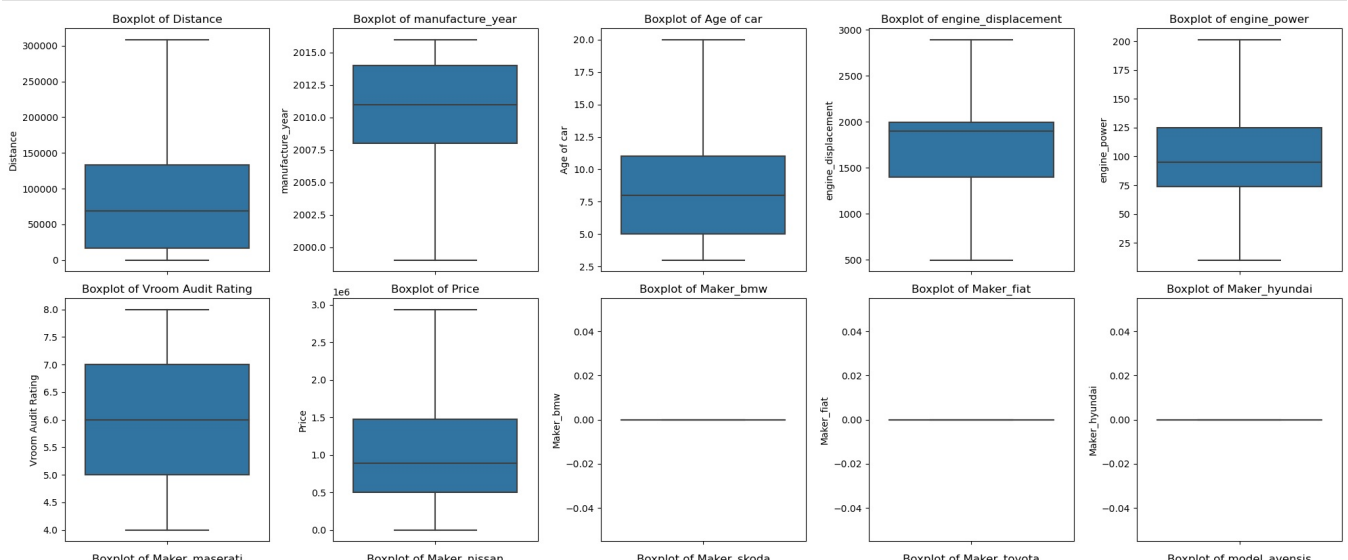 Boxplot of Distance
300000
250000
200000
150000
100000
50000
0
Distance
Boxplot of manufacture_year
2015.0
2012.5
2010.0
2007.5
2005.0
2002.5
2000.0
manufacture_year
Boxplot of Age of car
20.0
17.5
15.0
12.5
10.0
7.5
5.0
2.5
Age of car
Boxplot of engine_displacement
3000
2500
2000
1500
1000
500
engine_displacement
Boxplot of engine_power
200
175
150
125
100
75
50
25
engine_power
Boxplot of Vroom Audit Rating
8.0
7.5
7.0
6.5
6.0
5.5
5.0
4.5
4.0
Vroom Audit Rating
Boxplot of Price
1e6
3.0
2.5
2.0
1.5
1.0
0.5
0.0
Price
Boxplot of Maker_bmw
0.04
0.02
0.00
−0.02
−0.04
Maker_bmw
Boxplot of Maker_fiat
0.04
0.02
0.00
−0.02
−0.04
Maker_fiat
Boxplot of Maker_hyundai
0.04
0.02
0.00
−0.02
−0.04
Maker_hyundai
Boxplot of Maker_maserati
Boxplot of Maker_nissan
Boxplot of Maker_skoda
Boxplot of Maker_toyota
Boxplot of model_avensis